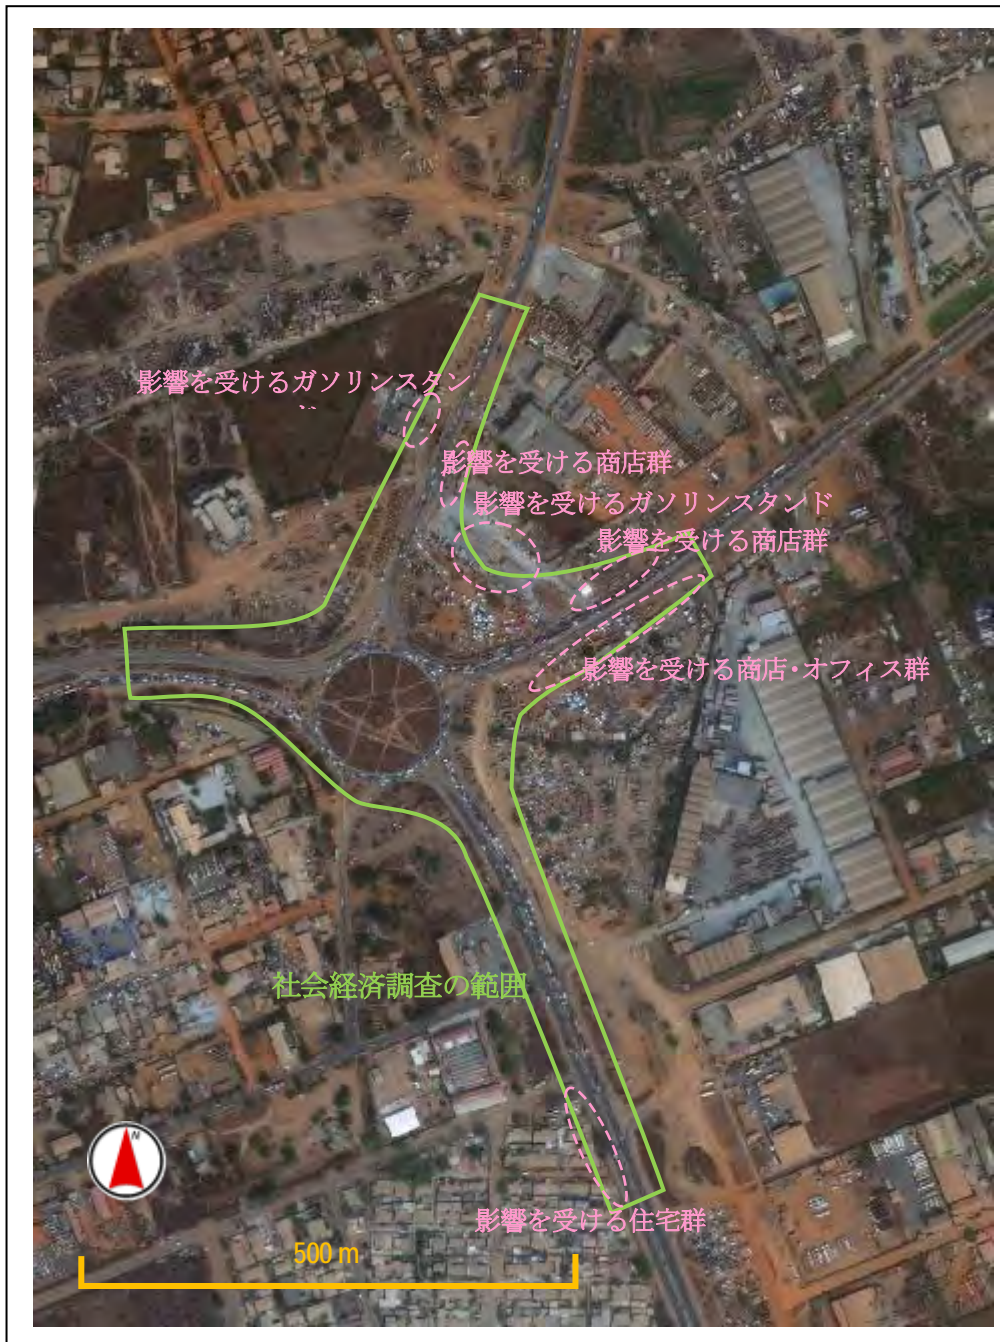 影響を受けるガソリンスタン
影響を受ける商店群
影響を受けるガソリンスタンド
影響を受ける商店群
影響を受ける商店・オフィス群
社会経済調査の範囲
N
影響を受ける住宅群
500 m